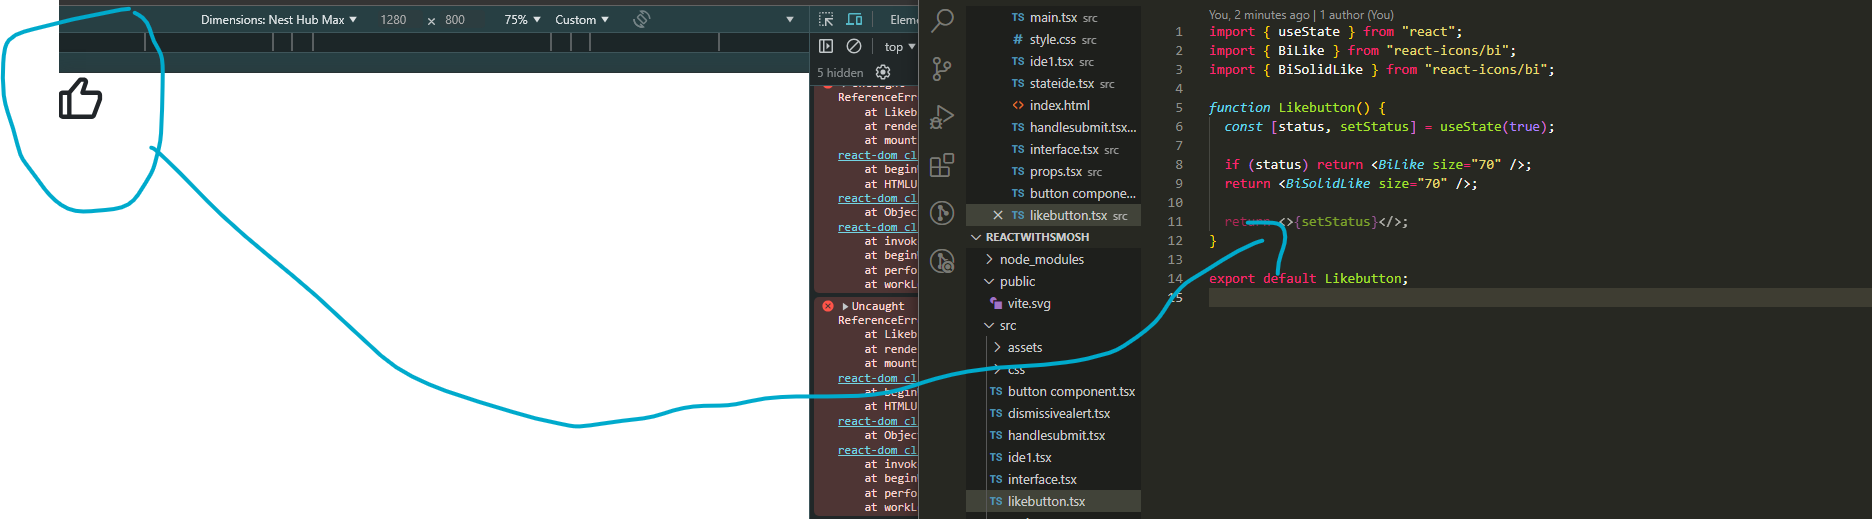 Dimensions: Nest Hub Max 1280 × 800 75% Custom
top
5 hidden
Uncaught
ReferenceErr
at Likeb
at rende
at mount
react-dom_cl
at begin
at HTMLU
react-dom_cl
at Objec
react-dom_cl
at invok
at begin
at perfo
at workL
Uncaught
ReferenceErr
at Likeb
at rende
at mount
react-dom_cl
at begin
at HTMLU
react-dom_cl
at Objec
react-dom_cl
at invok
at begin
at perfo
at workL
TS main.tsx src
# style.css src
TS ide1.tsx src
TS stateide.tsx src
<> index.html
TS handlesubmit.tsx...
TS interface.tsx src
TS props.tsx src
TS button compone...
TS likebutton.tsx src
REACTWITHSMOSH
node_modules
public
vite.svg
src
assets
css
TS button component.tsx
TS dismissivealert.tsx
TS handlesubmit.tsx
TS ide1.tsx
TS interface.tsx
TS likebutton.tsx
You, 2 minutes ago | 1 author (You)
1 import { useState } from "react";
2 import { BiLike } from "react-icons/bi";
3 import { BiSolidLike } from "react-icons/bi";
4
5 function Likebutton() {
6 const [status, setStatus] = useState(true);
7
8 if (status) return <BiLike size="70" />;
9 return <BiSolidLike size="70" />;
10
11 return <>{setStatus}</>;
12 }
13
14 export default Likebutton;
15